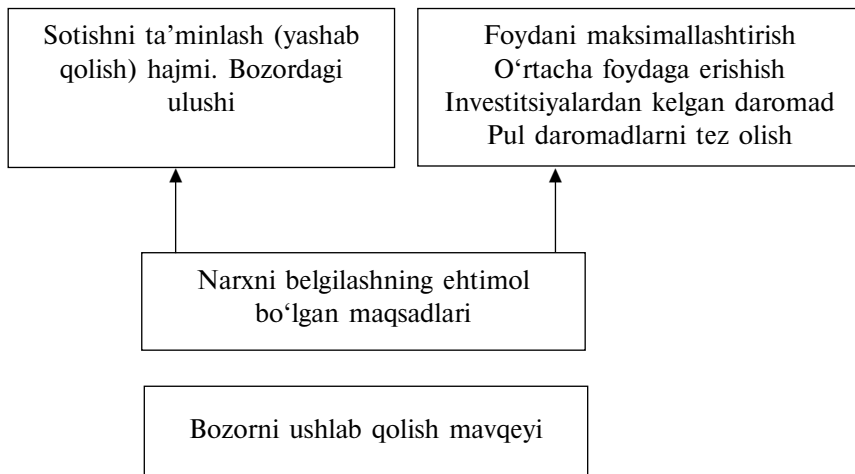 Sotishni ta’minlash (yashab
qolish) hajmi. Bozordagi
ulushi
Foydani maksimallashtirish
O‘rtacha foydaga erishish
Investitsiyalardan kelgan daromad
Pul daromadlarni tez olish
Narxni belgilashning ehtimol
bo‘lgan maqsadlari
Bozorni ushlab qolish mavqeyi